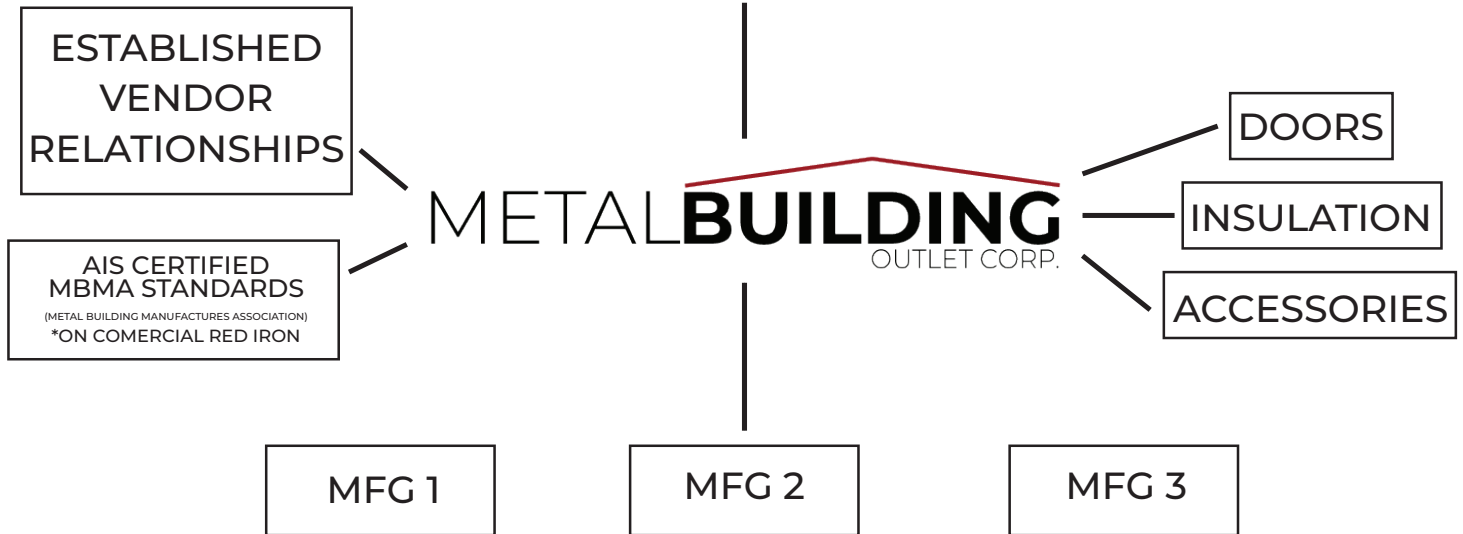 ESTABLISHED
VENDOR
RELATIONSHIPS
AIS CERTIFIED
MBMA STANDARDS
(METAL BUILDING MANUFACTURES ASSOCIATION)
*ON COMERCIAL RED IRON
METALBUILDING
OUTLET CORP.
DOORS
INSULATION
ACCESSORIES
MFG 1
MFG 2
MFG 3